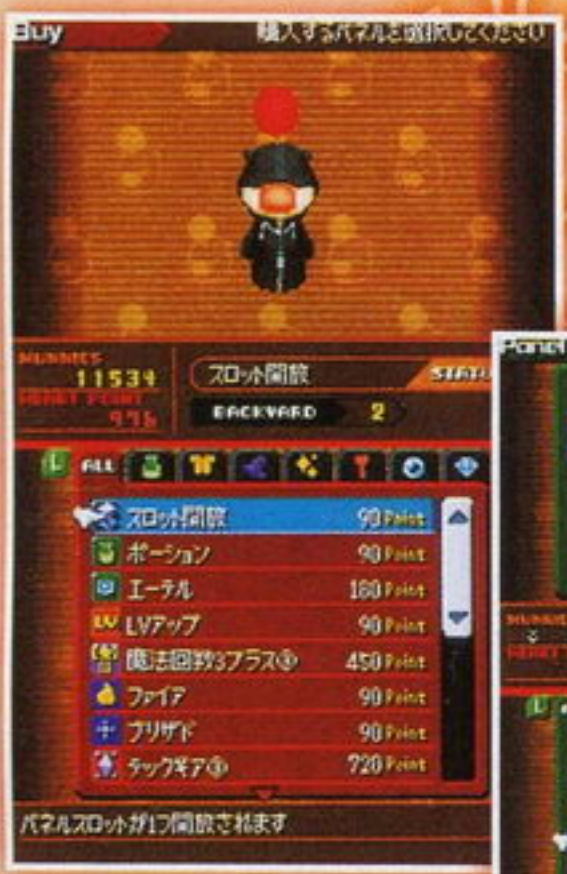 Buy
購入するパネルを選択してください
MUNNIES
11534
HEART POINT
976
スロット開放
STATU
BACKYARD 2
L ALL
スロット開放 90 Point
ポーション 90 Point
エーテル 180 Point
LV LVアップ 90 Point
魔法回数3プラス③ 450 Point
ファイア 90 Point
ブリザド 90 Point
テックギア③ 720 Point
パネルスロットが1つ開放されます
Panel
L